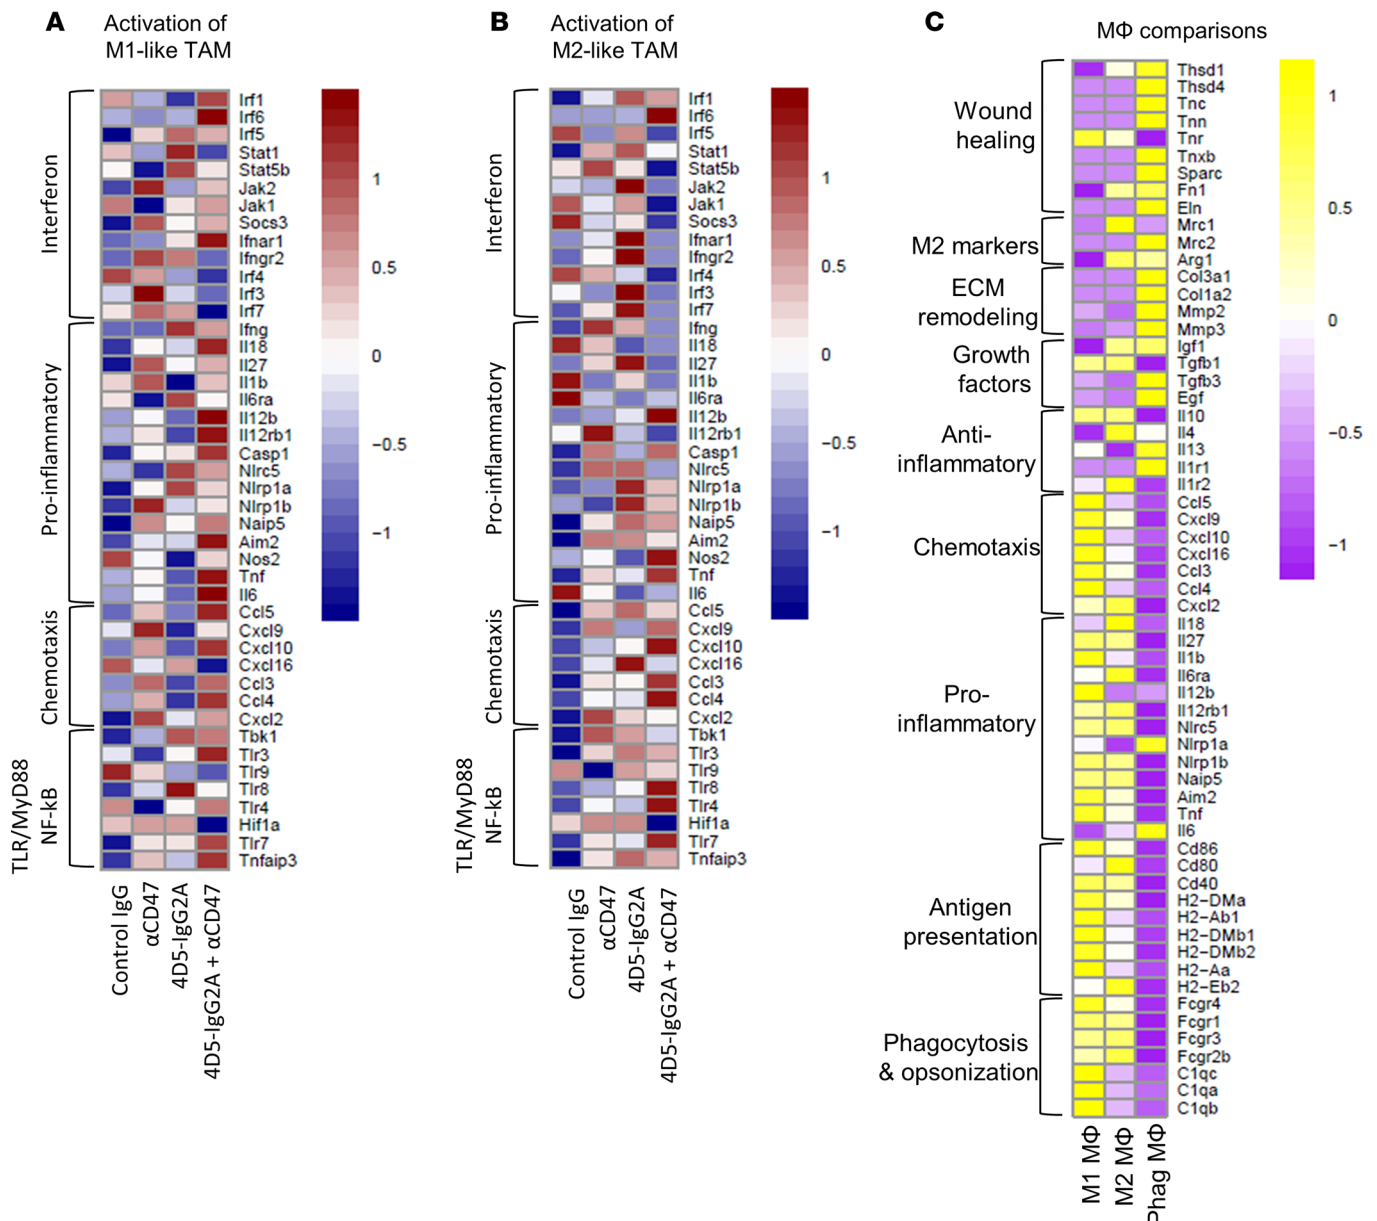 A
Activation of
M1-like TAM
Interferon
Pro-inflammatory
Chemotaxis
TLR/MyD88
NF-kB
Irf1
Irf6
Irf5
Stat1
Stat5b
Jak2
Jak1
Socs3
Ifnar1
Ifngr2
Irf4
Irf3
Irf7
Ifng
Il18
Il27
Il1b
Il6ra
Il12b
Il12rb1
Casp1
Nlrc5
Nlrp1a
Nlrp1b
Naip5
Aim2
Nos2
Tnf
Il6
Ccl5
Cxcl9
Cxcl10
Cxcl16
Ccl3
Ccl4
Cxcl2
Tbk1
Tlr3
Tlr9
Tlr8
Tlr4
Hif1a
Tlr7
Tnfaip3
1
0.5
0
−0.5
−1
Control IgG
αCD47
4D5-IgG2A
4D5-IgG2A + αCD47
B
Activation of
M2-like TAM
Interferon
Pro-inflammatory
Chemotaxis
TLR/MyD88
NF-kB
Irf1
Irf6
Irf5
Stat1
Stat5b
Jak2
Jak1
Socs3
Ifnar1
Ifngr2
Irf4
Irf3
Irf7
Ifng
Il18
Il27
Il1b
Il6ra
Il12b
Il12rb1
Casp1
Nlrc5
Nlrp1a
Nlrp1b
Naip5
Aim2
Nos2
Tnf
Il6
Ccl5
Cxcl9
Cxcl10
Cxcl16
Ccl3
Ccl4
Cxcl2
Tbk1
Tlr3
Tlr9
Tlr8
Tlr4
Hif1a
Tlr7
Tnfaip3
1
0.5
0
−0.5
−1
Control IgG
αCD47
4D5-IgG2A
4D5-IgG2A + αCD47
C
MΦ comparisons
Wound
healing
M2 markers
ECM
remodeling
Growth
factors
Anti-
inflammatory
Chemotaxis
Pro-
inflammatory
Antigen
presentation
Phagocytosis
& opsonization
Thsd1
Thsd4
Tnc
Tnn
Tnr
Tnxb
Sparc
Fn1
Eln
Mrc1
Mrc2
Arg1
Col3a1
Col1a2
Mmp2
Mmp3
Igf1
Tgfb1
Tgfb3
Egf
Il10
Il4
Il13
Il1r1
Il1r2
Ccl5
Cxcl9
Cxcl10
Cxcl16
Ccl3
Ccl4
Cxcl2
Il18
Il27
Il1b
Il6ra
Il12b
Il12rb1
Nlrc5
Nlrp1a
Nlrp1b
Naip5
Aim2
Tnf
Il6
Cd86
Cd80
Cd40
H2−DMa
H2−Ab1
H2−DMb1
H2−DMb2
H2−Aa
H2−Eb2
Fcgr4
Fcgr1
Fcgr3
Fcgr2b
C1qc
C1qa
C1qb
1
0.5
0
−0.5
−1
M1 MΦ
M2 MΦ
Phag MΦ